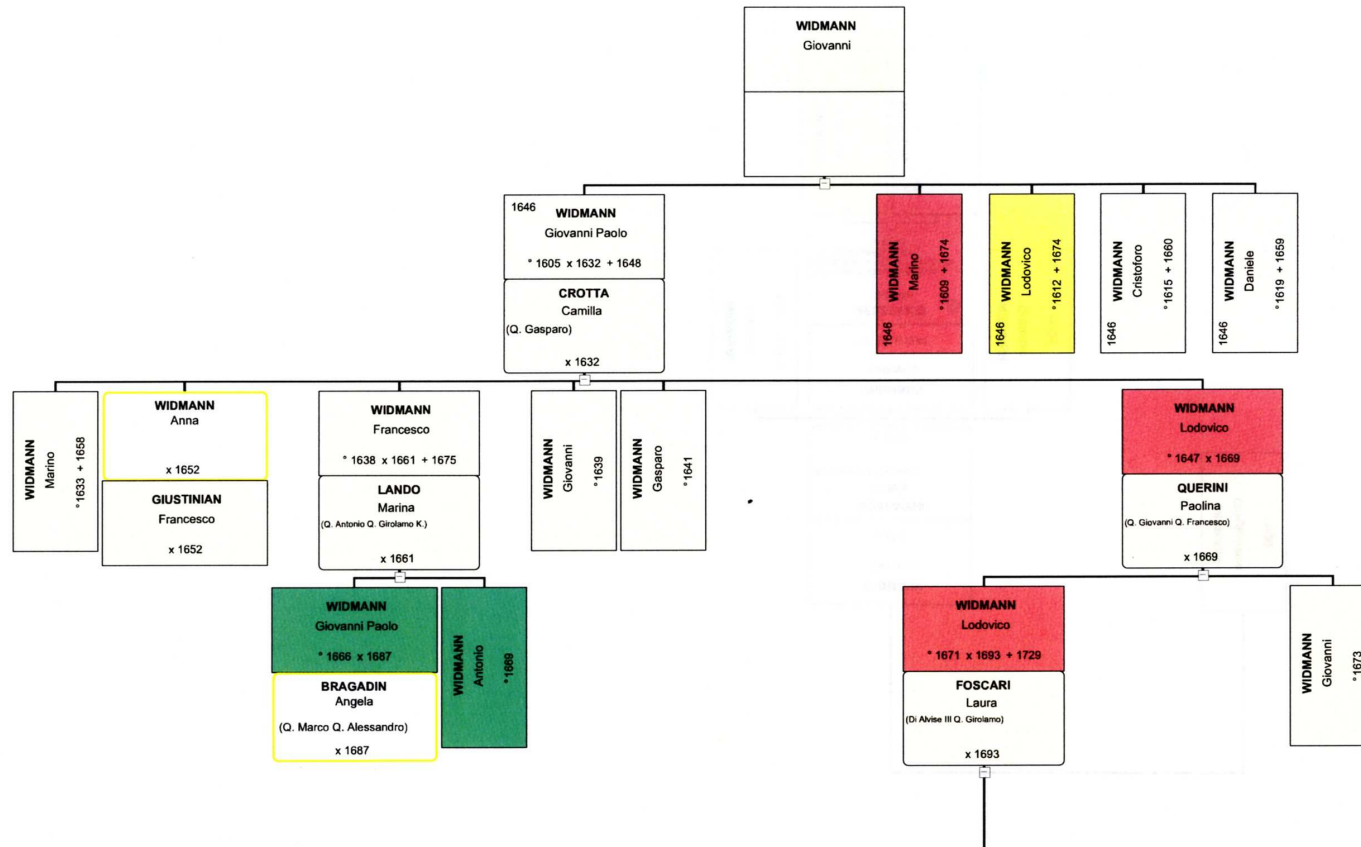 WIDMANN
Giovanni
1646
WIDMANN
Giovanni Paolo
° 1605 x 1632 + 1648
CROTTA
Camilla
(Q. Gasparo)
x 1632
1646
WIDMANN
Marino
°1609 + 1674
1646
WIDMANN
Lodovico
°1612 + 1674
1646
WIDMANN
Cristoforo
°1615 + 1660
1646
WIDMANN
Daniele
°1619 + 1659
WIDMANN
Marino
°1633 + 1658
WIDMANN
Anna
x 1652
GIUSTINIAN
Francesco
x 1652
WIDMANN
Francesco
° 1638 x 1661 + 1675
LANDO
Marina
(Q. Antonio Q. Girolamo K.)
x 1661
WIDMANN
Giovanni
°1639
WIDMANN
Gasparo
°1641
WIDMANN
Lodovico
° 1647 x 1669
QUERINI
Paolina
(Q. Giovanni Q. Francesco)
x 1669
WIDMANN
Giovanni Paolo
° 1666 x 1687
BRAGADIN
Angela
(Q. Marco Q. Alessandro)
x 1687
WIDMANN
Antonio
°1669
WIDMANN
Lodovico
° 1671 x 1693 + 1729
FOSCARI
Laura
(Di Alvise III Q. Girolamo)
x 1693
WIDMANN
Giovanni
°1673